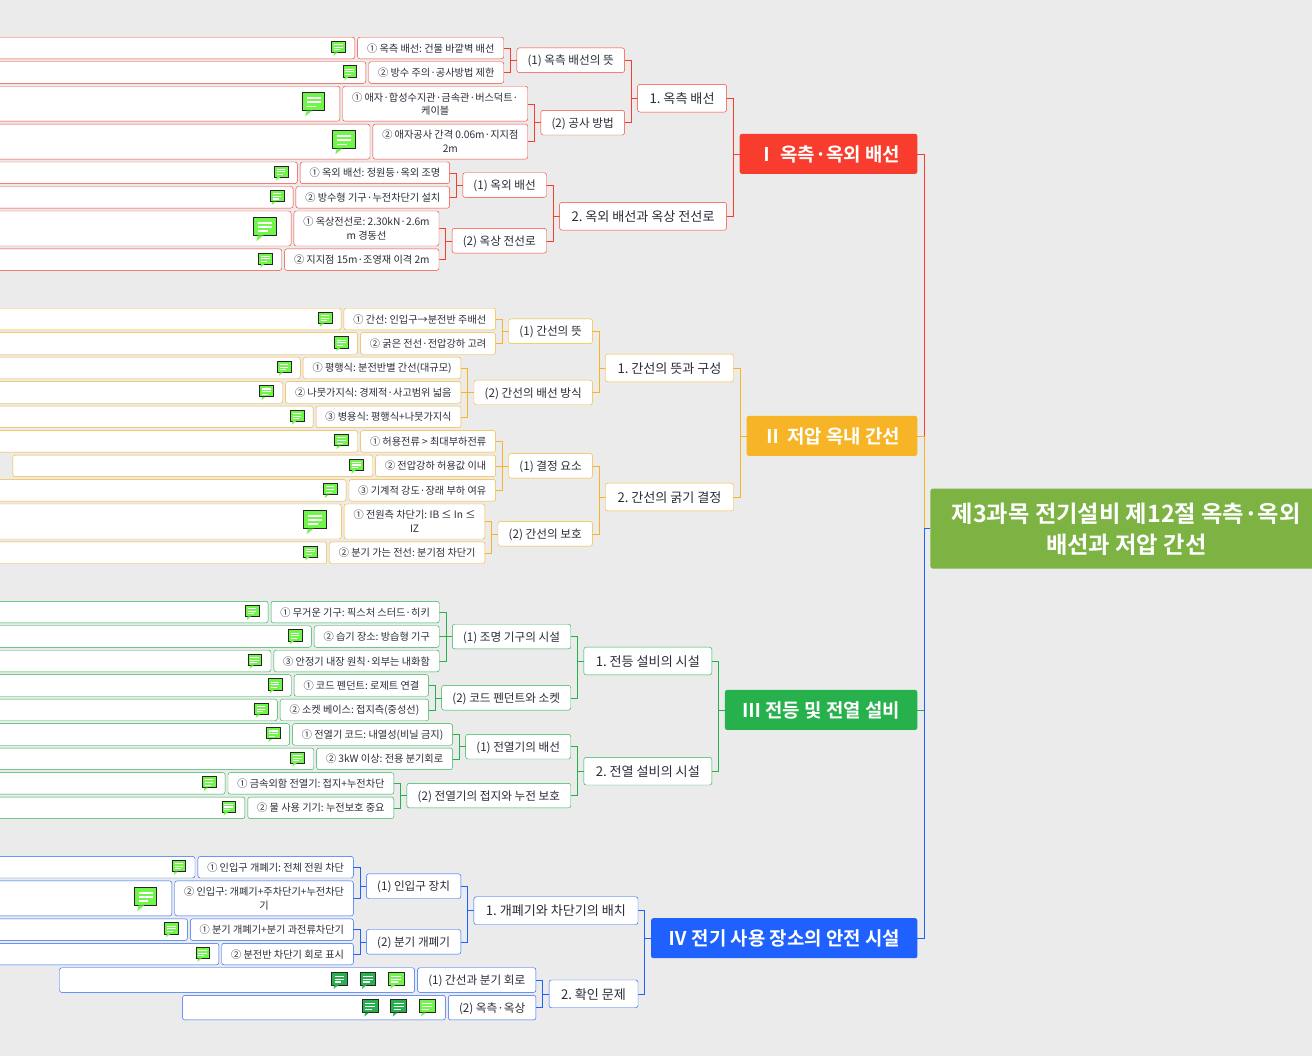 제3과목 전기설비 제12절 옥측·옥외
배선과 저압 간선
Ⅰ 옥측·옥외 배선
1. 옥측 배선
(1) 옥측 배선의 뜻
① 옥측 배선: 건물 바깥벽 배선
② 방수 주의·공사방법 제한
(2) 공사 방법
① 애자·합성수지관·금속관·버스덕트·
케이블
② 애자공사 간격 0.06m·지지점
2m
2. 옥외 배선과 옥상 전선로
(1) 옥외 배선
① 옥외 배선: 정원등·옥외 조명
② 방수형 기구·누전차단기 설치
(2) 옥상 전선로
① 옥상전선로: 2.30kN·2.6m
m 경동선
② 지지점 15m·조영재 이격 2m
Ⅱ 저압 옥내 간선
1. 간선의 뜻과 구성
(1) 간선의 뜻
① 간선: 인입구→분전반 주배선
② 굵은 전선·전압강하 고려
(2) 간선의 배선 방식
① 평행식: 분전반별 간선(대규모)
② 나뭇가지식: 경제적·사고범위 넓음
③ 병용식: 평행식+나뭇가지식
2. 간선의 굵기 결정
(1) 결정 요소
① 허용전류 > 최대부하전류
② 전압강하 허용값 이내
③ 기계적 강도·장래 부하 여유
(2) 간선의 보호
① 전원측 차단기: IB ≤ In ≤
IZ
② 분기 가는 전선: 분기점 차단기
Ⅲ 전등 및 전열 설비
1. 전등 설비의 시설
(1) 조명 기구의 시설
① 무거운 기구: 픽스처 스터드·히키
② 습기 장소: 방습형 기구
③ 안정기 내장 원칙·외부는 내화함
(2) 코드 펜던트와 소켓
① 코드 펜던트: 로제트 연결
② 소켓 베이스: 접지측(중성선)
2. 전열 설비의 시설
(1) 전열기의 배선
① 전열기 코드: 내열성(비닐 금지)
② 3kW 이상: 전용 분기회로
(2) 전열기의 접지와 누전 보호
① 금속외함 전열기: 접지+누전차단
② 물 사용 기기: 누전보호 중요
Ⅳ 전기 사용 장소의 안전 시설
1. 개폐기와 차단기의 배치
(1) 인입구 장치
① 인입구 개폐기: 전체 전원 차단
② 인입구: 개폐기+주차단기+누전차단
기
(2) 분기 개폐기
① 분기 개폐기+분기 과전류차단기
② 분전반 차단기 회로 표시
2. 확인 문제
(1) 간선과 분기 회로
(2) 옥측·옥상